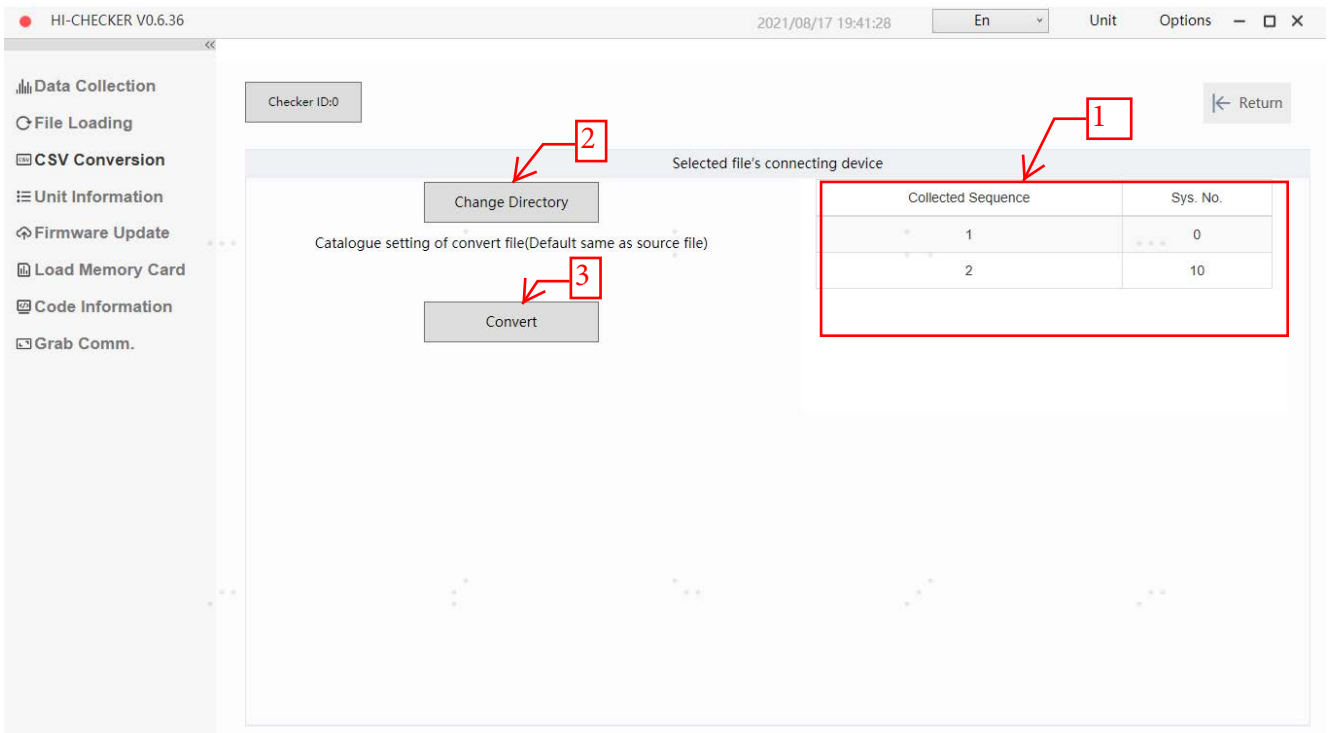 HI-CHECKER V0.6.36
2021/08/17 19:41:28
En
Unit
Options
Data Collection
File Loading
CSV Conversion
Unit Information
Firmware Update
Load Memory Card
Code Information
Grab Comm.
Checker ID:0
Return
1
2
Selected file's connecting device
Change Directory
Catalogue setting of convert file(Default same as source file)
3
Convert
Collected Sequence Sys. No.
1 0
2 10